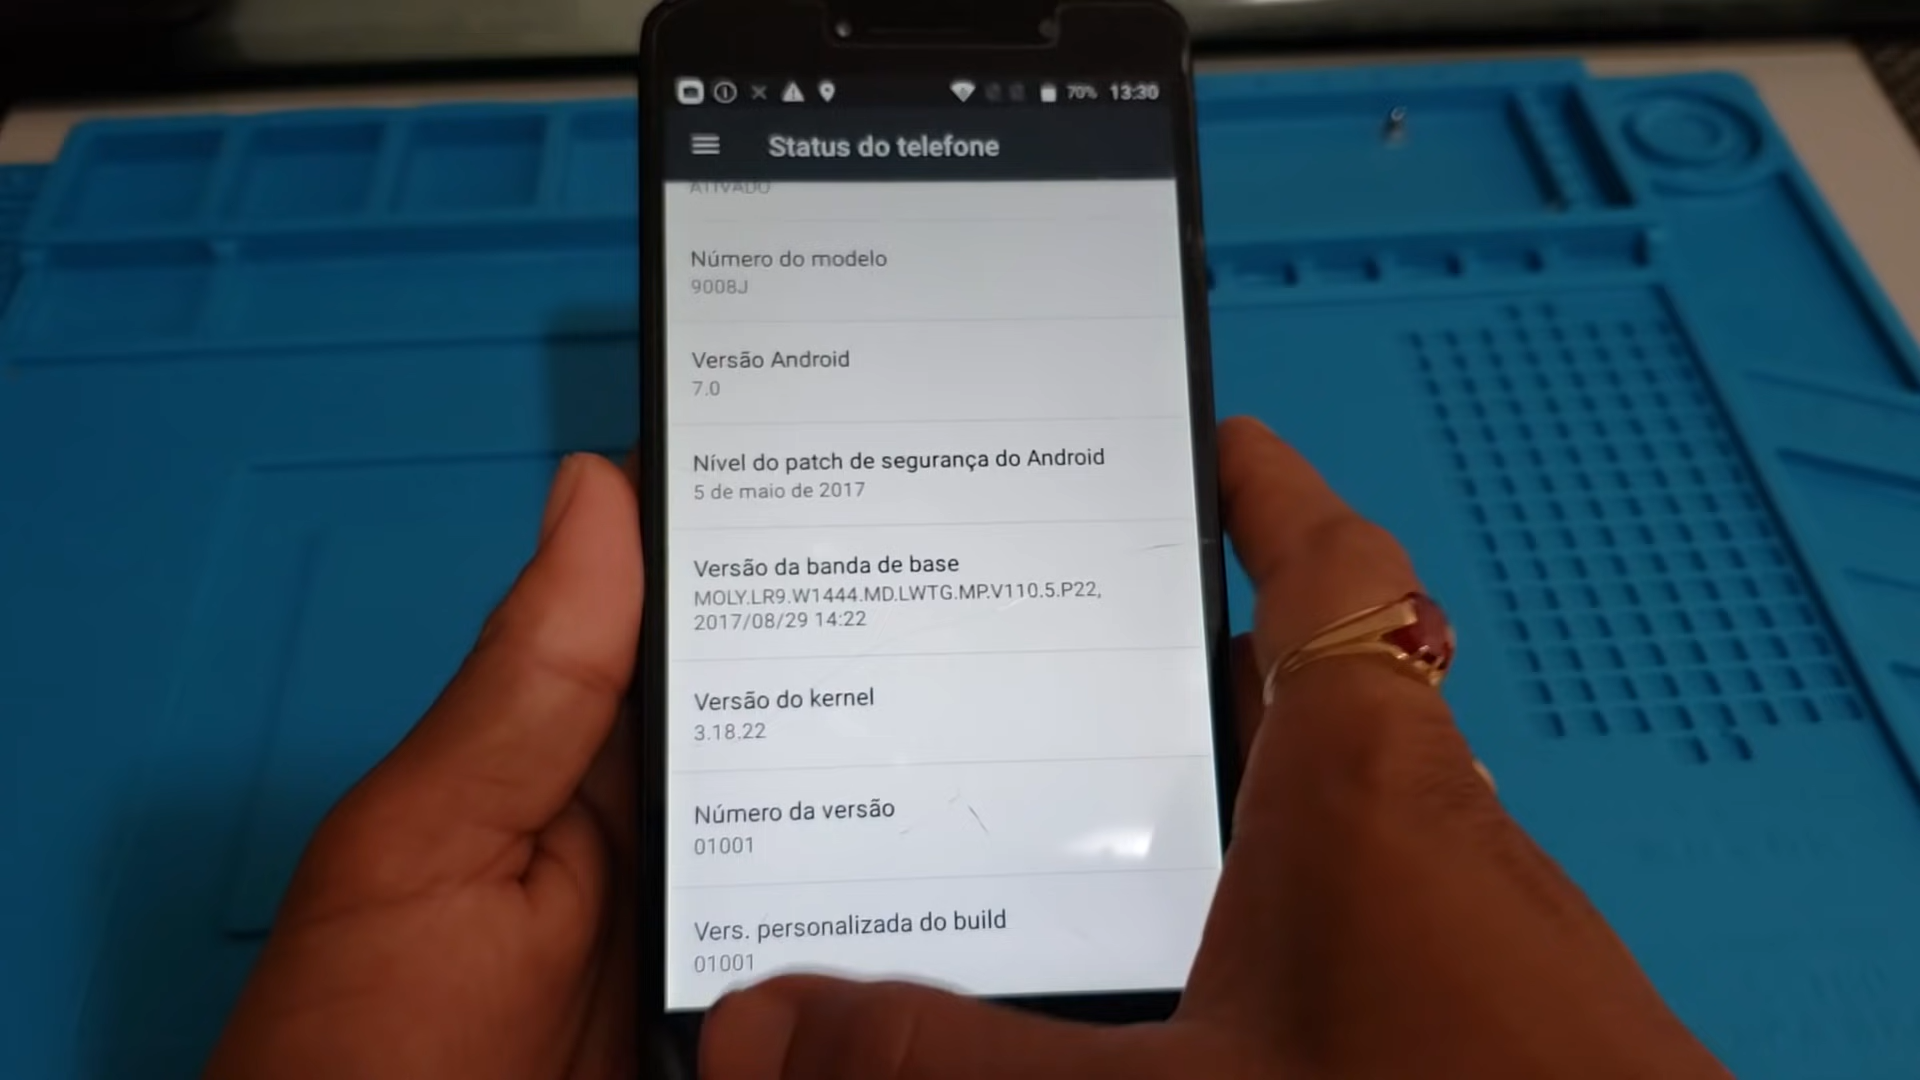 70% 13:30
Status do telefone
ATIVADO
Número do modelo
9008J
Versão Android
7.0
Nível do patch de segurança do Android
5 de maio de 2017
Versão da banda de base
MOLY.LR9.W1444.MD.LWTG.MP.V110.5.P22,
2017/08/29 14:22
Versão do kernel
3.18.22
Número da versão
01001
Vers. personalizada do build
01001